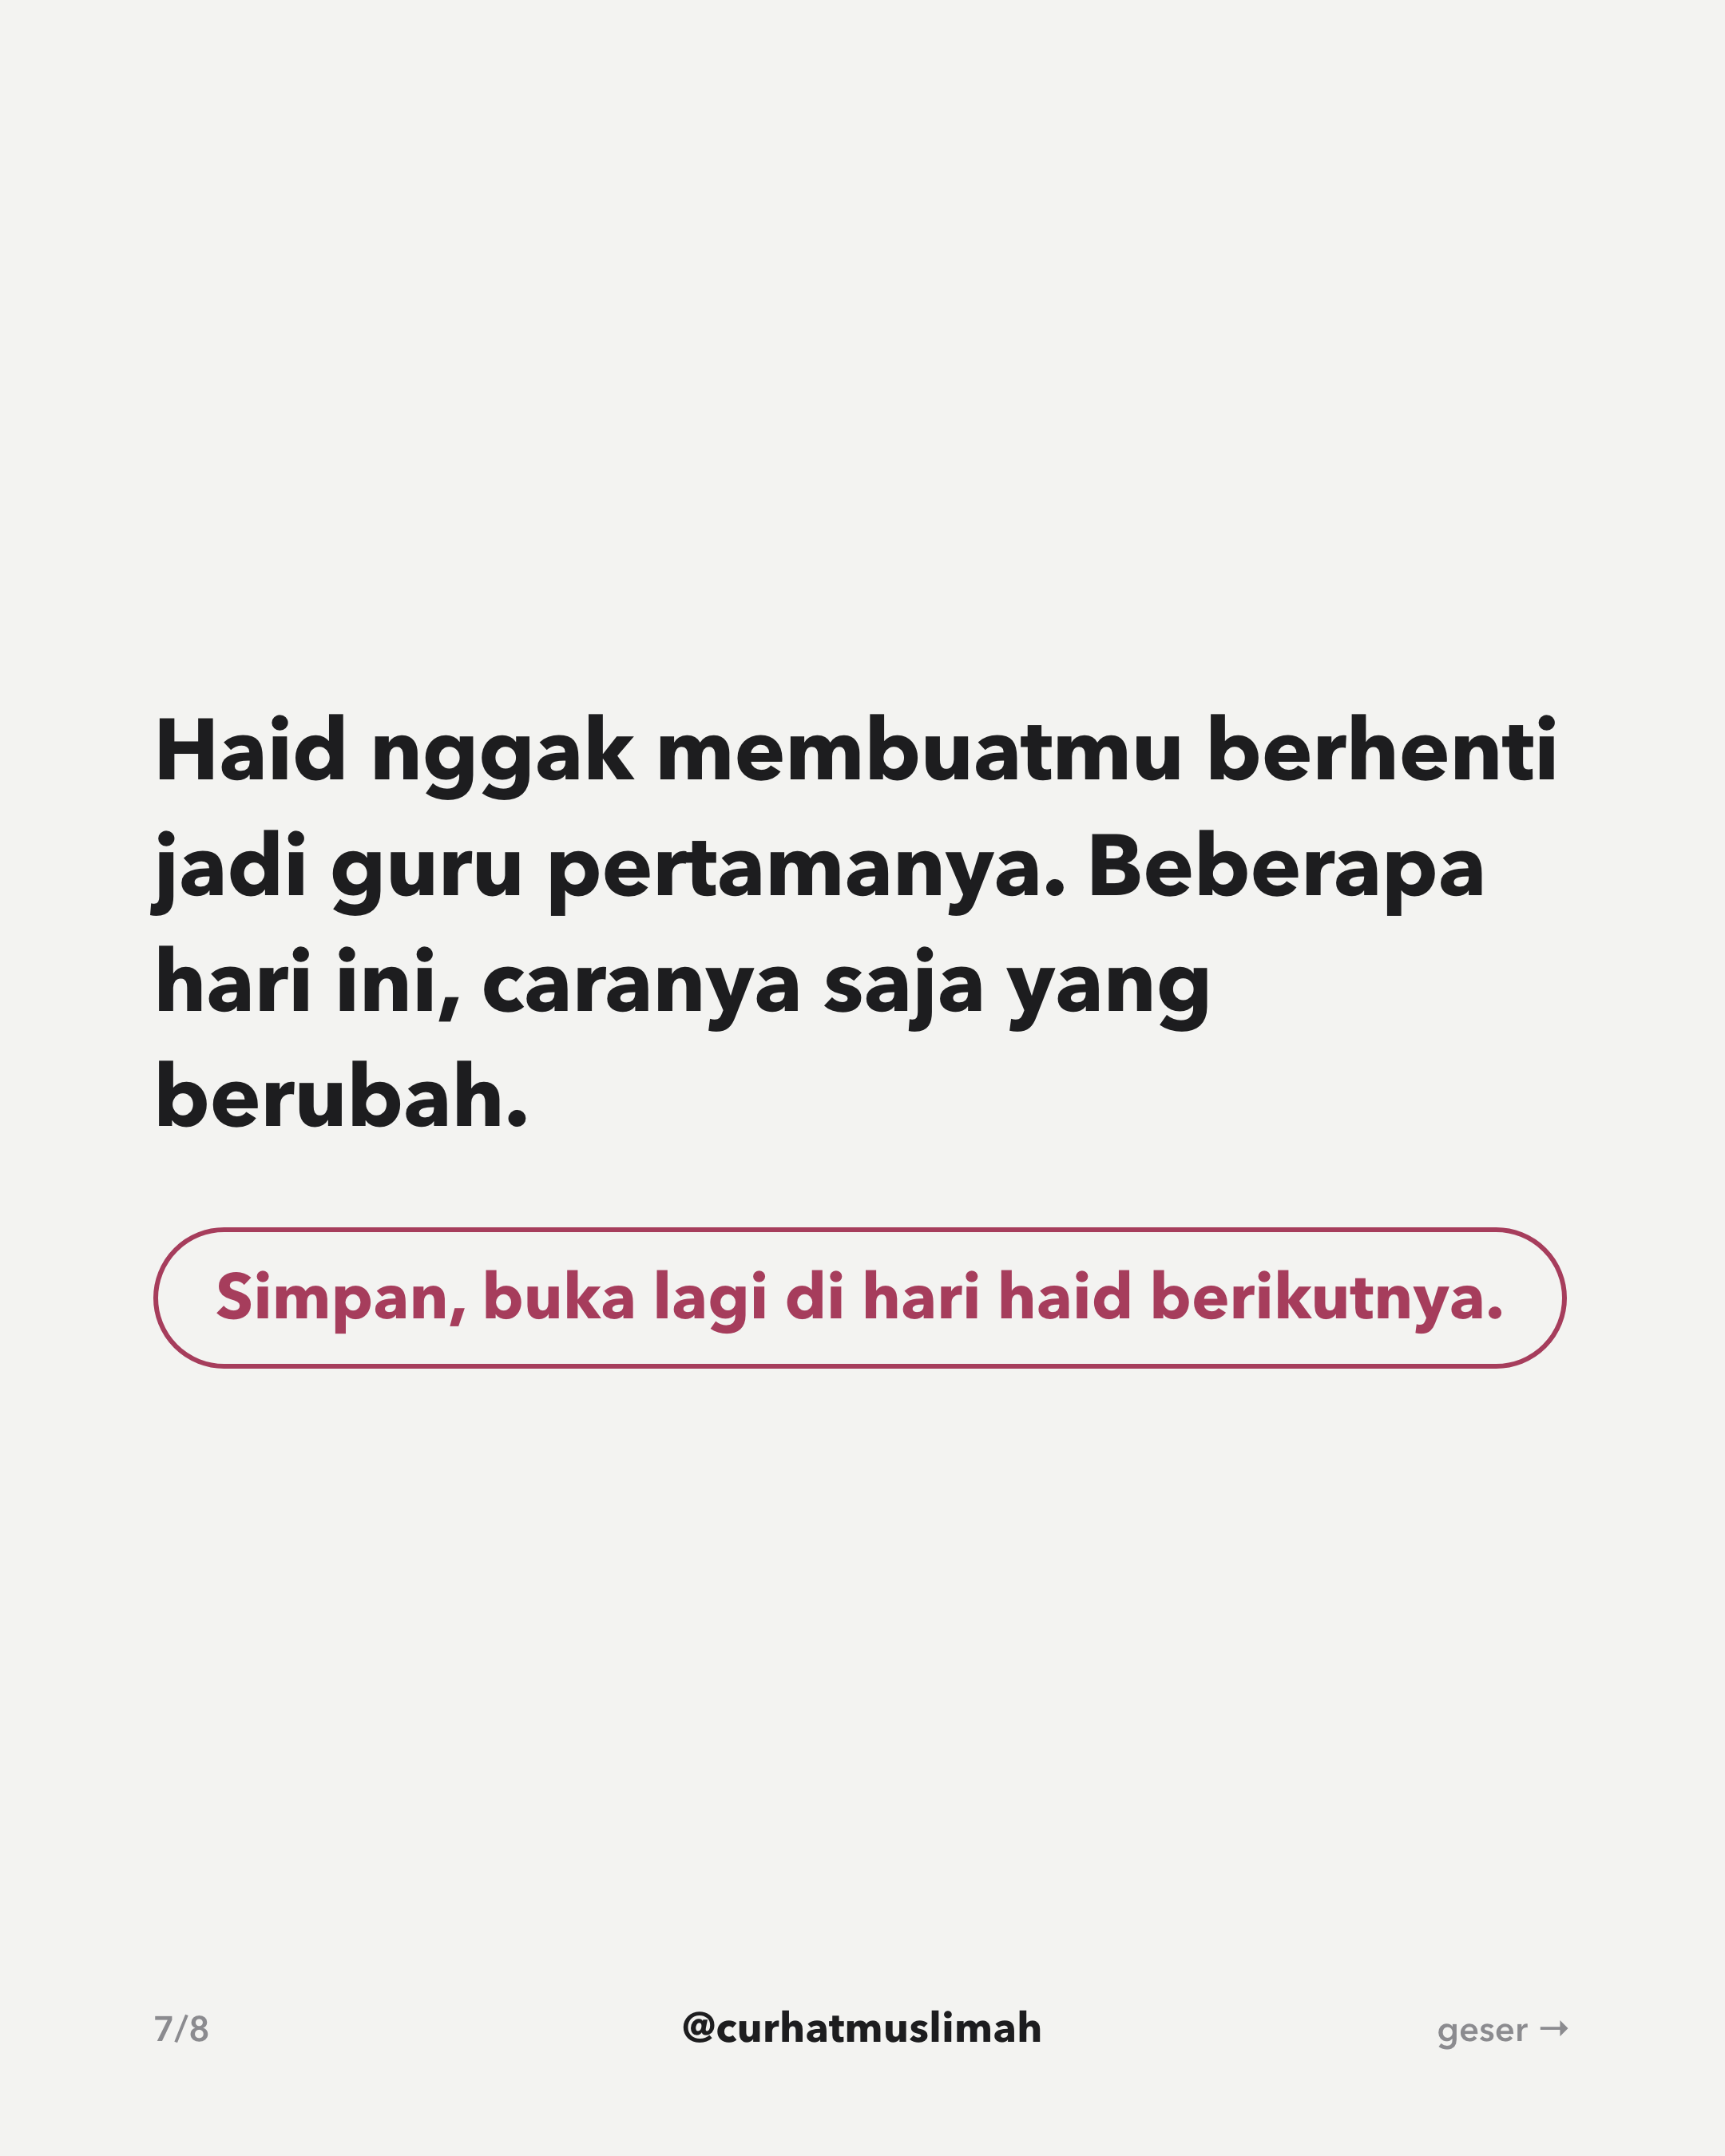 Haid nggak membuatmu berhenti
jadi guru pertamanya. Beberapa
hari ini, caranya saja yang
berubah.
Simpan, buka lagi di hari haid berikutnya.
7/8
@curhatmuslimah
geser →